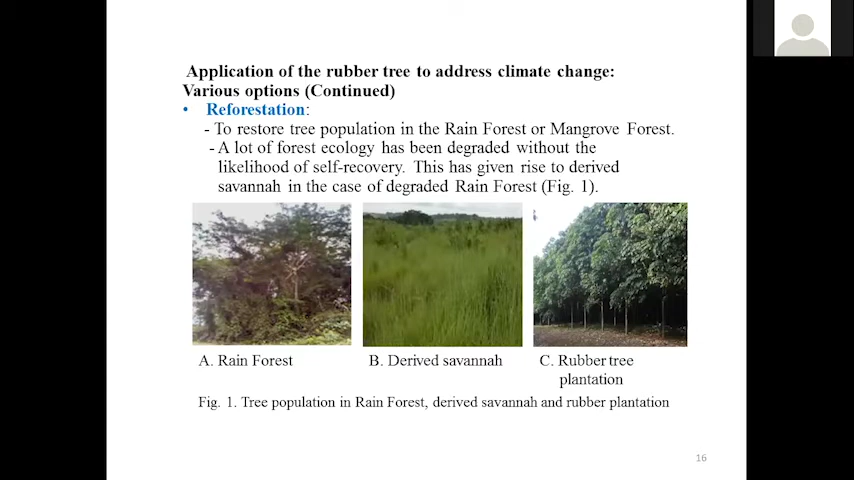 Application of the rubber tree to address climate change:
Various options (Continued)
• Reforestation:
- To restore tree population in the Rain Forest or Mangrove Forest.
- A lot of forest ecology has been degraded without the
likelihood of self-recovery. This has given rise to derived
savannah in the case of degraded Rain Forest (Fig. 1).
A. Rain Forest
B. Derived savannah
C. Rubber tree
plantation
Fig. 1. Tree population in Rain Forest, derived savannah and rubber plantation
16